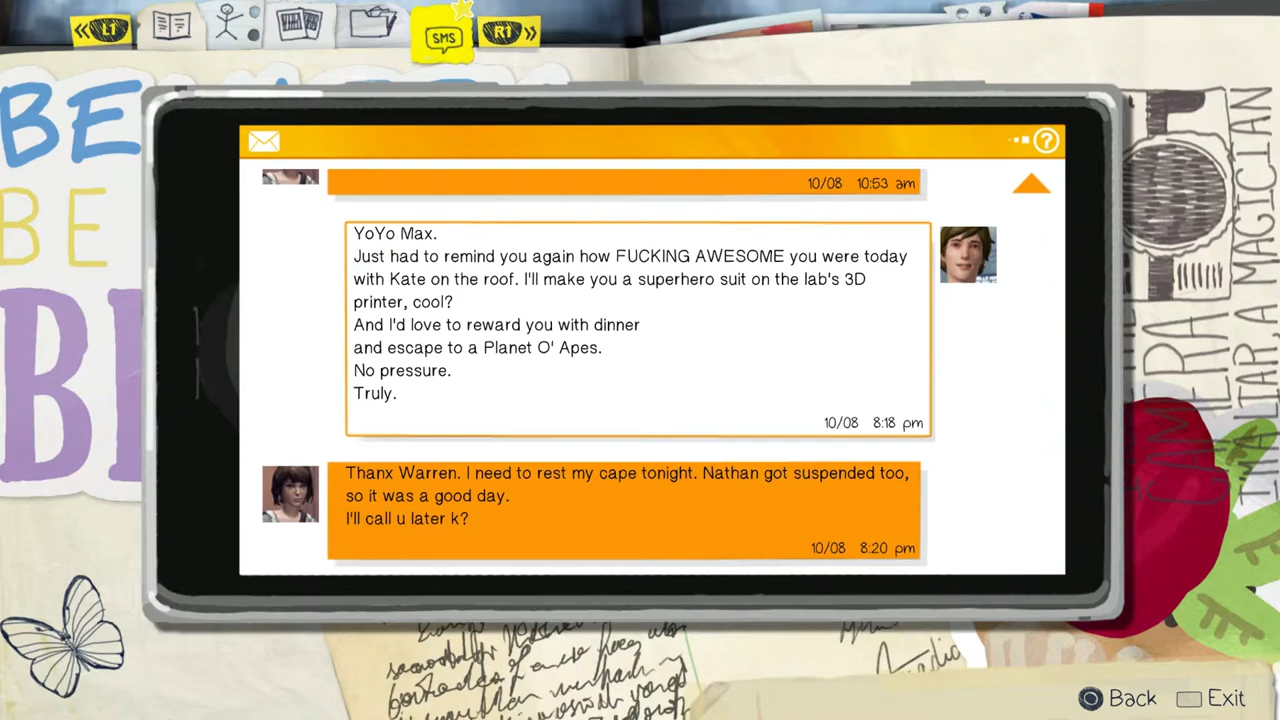 LT
SMS
R1
BE
BE
10/08 10:53 am
YoYo Max.
Just had to remind you again how FUCKING AWESOME you were today
with Kate on the roof. I'll make you a superhero suit on the lab's 3D
printer, cool?
And I'd love to reward you with dinner
and escape to a Planet O' Apes.
No pressure.
Truly.
10/08 8:18 pm
Thanx Warren. I need to rest my cape tonight. Nathan got suspended too,
so it was a good day.
I'll call u later k?
10/08 8:20 pm
CAMERA
A MAGICIAN
Back Exit